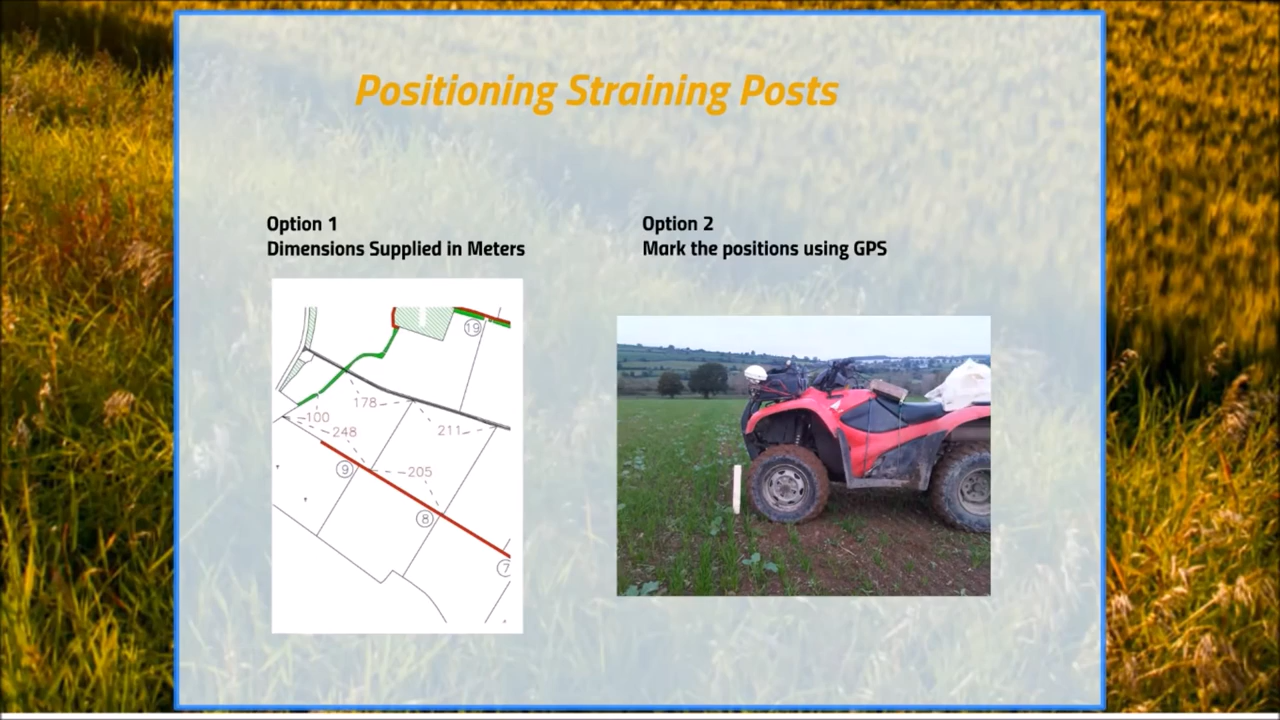 Positioning Straining Posts
Option 1
Dimensions Supplied in Meters
Option 2
Mark the positions using GPS
19
178
100
248
211
9
205
8
7